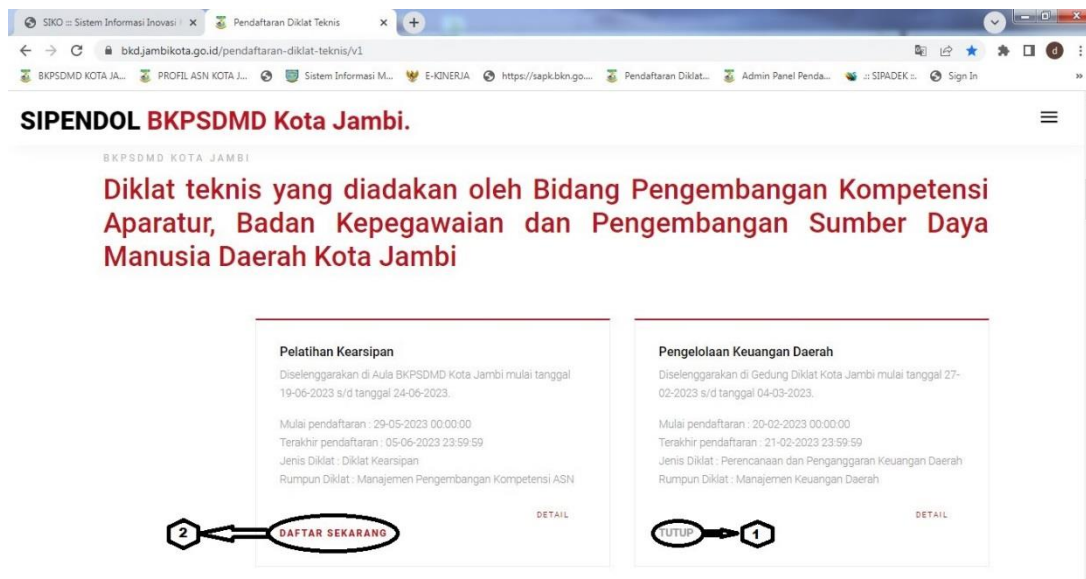 SIKO ::: Sistem Informasi Inovasi
Pendaftaran Diklat Teknis
bkd.jambikota.go.id/pendaftaran-diklat-teknis/v1
d
BKPSDMD KOTA JA...
PROFIL ASN KOTA J...
Sistem Informasi M...
E-KINERJA
https://sapk.bkn.go....
Pendaftaran Diklat...
Admin Panel Penda...
.:: SIPADEK ::.
Sign In
»
SIPENDOL BKPSDMD Kota Jambi.
BKPSDMD KOTA JAMBI
Diklat teknis yang diadakan oleh Bidang Pengembangan Kompetensi
Aparatur, Badan Kepegawaian dan Pengembangan Sumber Daya
Manusia Daerah Kota Jambi
Pelatihan Kearsipan
Diselenggarakan di Aula BKPSDMD Kota Jambi mulai tanggal
19-06-2023 s/d tanggal 24-06-2023.
Mulai pendaftaran : 29-05-2023 00:00:00
Terakhir pendaftaran : 05-06-2023 23:59:59
Jenis Diklat : Diklat Kearsipan
Rumpun Diklat : Manajemen Pengembangan Kompetensi ASN
DETAIL
2
DAFTAR SEKARANG
Pengelolaan Keuangan Daerah
Diselenggarakan di Gedung Diklat Kota Jambi mulai tanggal 27-
02-2023 s/d tanggal 04-03-2023.
Mulai pendaftaran : 20-02-2023 00:00:00
Terakhir pendaftaran : 21-02-2023 23:59:59
Jenis Diklat : Perencanaan dan Penganggaran Keuangan Daerah
Rumpun Diklat : Manajemen Keuangan Daerah
DETAIL
TUTUP
1